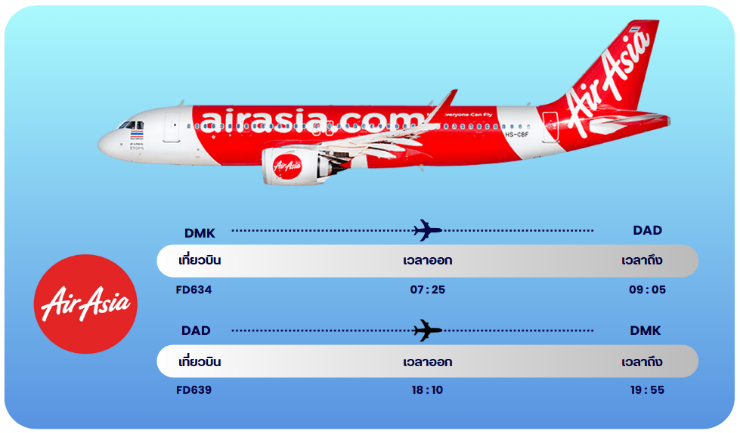 AirAsia
airasia.com
Everyone Can Fly
HS-CBF
AirAsia
DMK DAD
เที่ยวบิน เวลาออก เวลาถึง
FD634 07 : 25 09 : 05
AirAsia
DAD DMK
เที่ยวบิน เวลาออก เวลาถึง
FD639 18 : 10 19 : 55